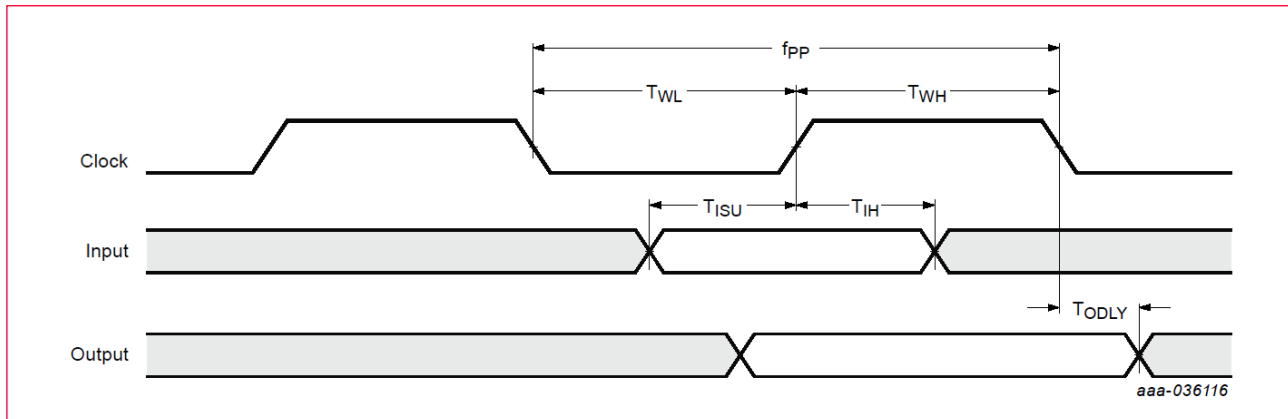 fPP
TWL
TWH
Clock
TISU
TIH
Input
TODLY
Output
aaa-036116